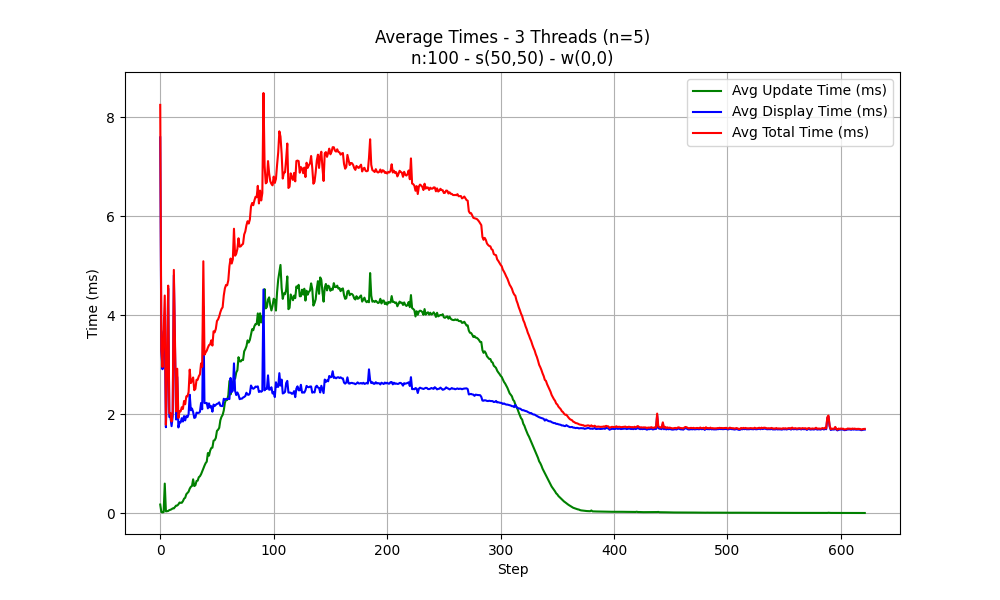 Average Times - 3 Threads (n=5)
n:100 - s(50,50) - w(0,0)
Avg Update Time (ms)
Avg Display Time (ms)
Avg Total Time (ms)
Time (ms)
8
6
4
2
0
0 100 200 300 400 500 600
Step